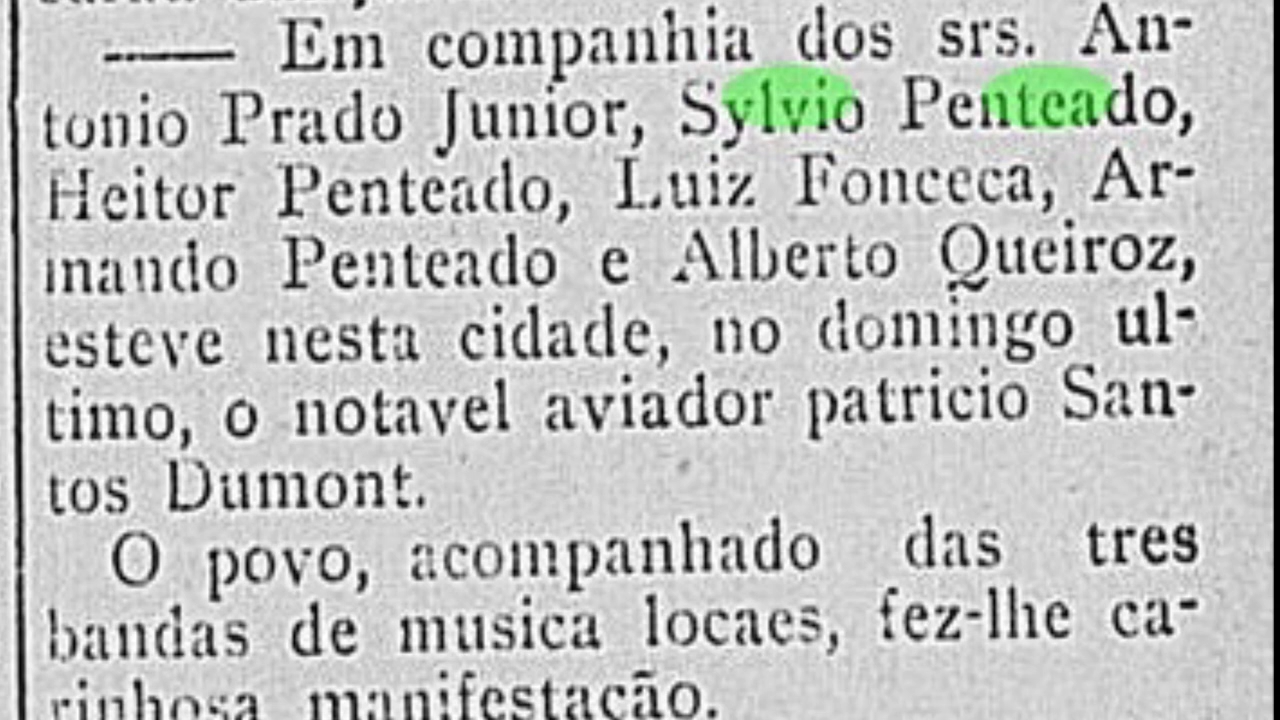 —— Em companhia dos srs. An-
tonio Prado Junior, Sylvio Penteado,
Heitor Penteado, Luiz Fonceca, Ar-
mando Penteado e Alberto Queiroz,
esteve nesta cidade, no domingo ul-
timo, o notavel aviador patricio San-
tos Dumont.
O povo, acompanhado das tres
bandas de musica locaes, fez-lhe ca-
rinhosa manifestação.